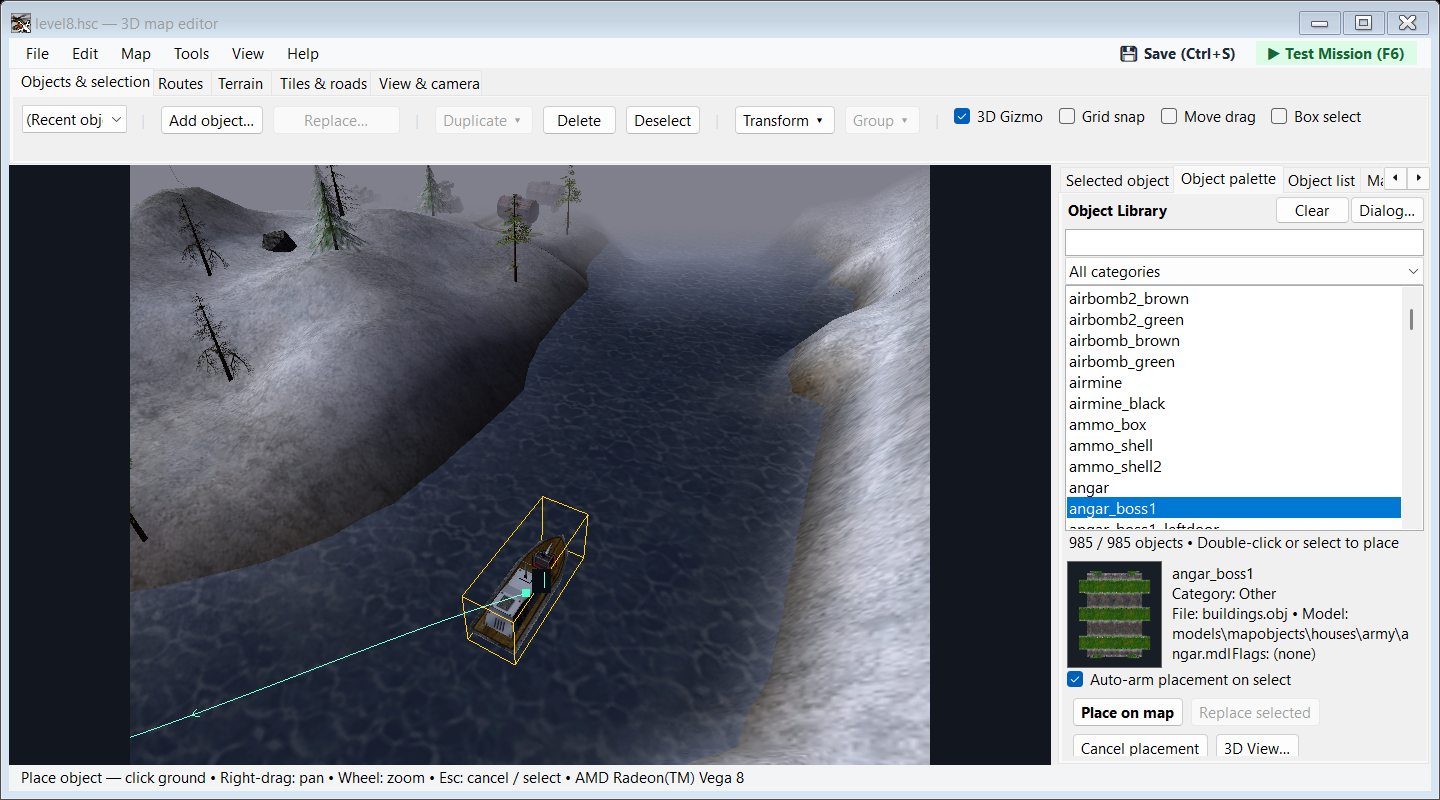 level8.hsc — 3D map editor
File Edit Map Tools View Help
Save (Ctrl+S) Test Mission (F6)
Objects & selection Routes Terrain Tiles & roads View & camera
(Recent obj Add object... Replace... Duplicate Delete Deselect Transform Group 3D Gizmo Grid snap Move drag Box select
Selected object Object palette Object list
Object Library Clear Dialog...
All categories
airbomb2_brown
airbomb2_green
airbomb_brown
airbomb_green
airmine
airmine_black
ammo_box
ammo_shell
ammo_shell2
angar
angar_boss1
angar_boss1_leftdoor
985 / 985 objects • Double-click or select to place
angar_boss1
Category: Other
File: buildings.obj • Model:
models\mapobjects\houses\army\a
ngar.mdlFlags: (none)
Auto-arm placement on select
Place on map Replace selected
Cancel placement 3D View...
Place object — click ground • Right-drag: pan • Wheel: zoom • Esc: cancel / select • AMD Radeon(TM) Vega 8